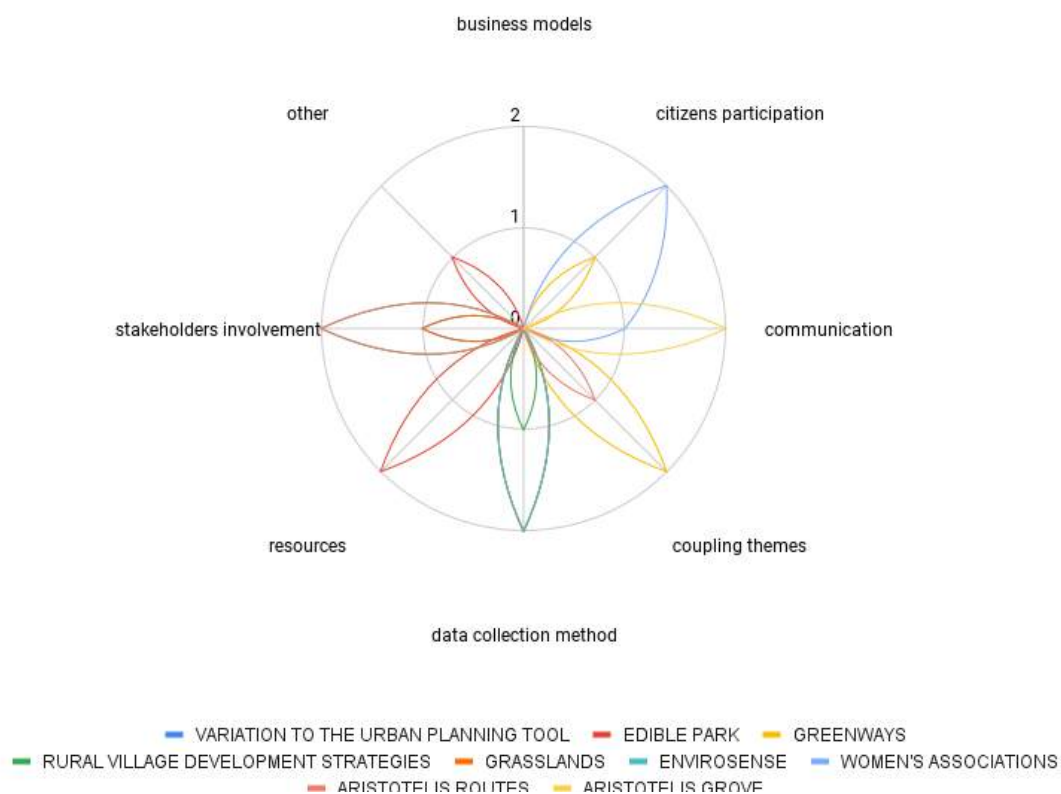 business models
other
citizens participation
2
1
0
stakeholders involvement
communication
resources
coupling themes
data collection method
VARIATION TO THE URBAN PLANNING TOOL EDIBLE PARK GREENWAYS
RURAL VILLAGE DEVELOPMENT STRATEGIES GRASSLANDS ENVIROSENSE WOMEN'S ASSOCIATIONS
ARISTOTELIS ROUTES ARISTOTELIS GROVE